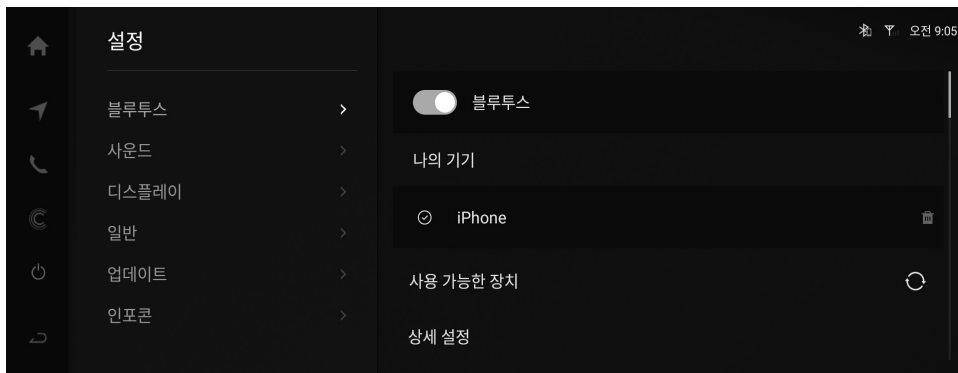 설정
오전 9:05
블루투스
사운드
디스플레이
일반
업데이트
인포콘
블루투스
나의 기기
iPhone
사용 가능한 장치
상세 설정